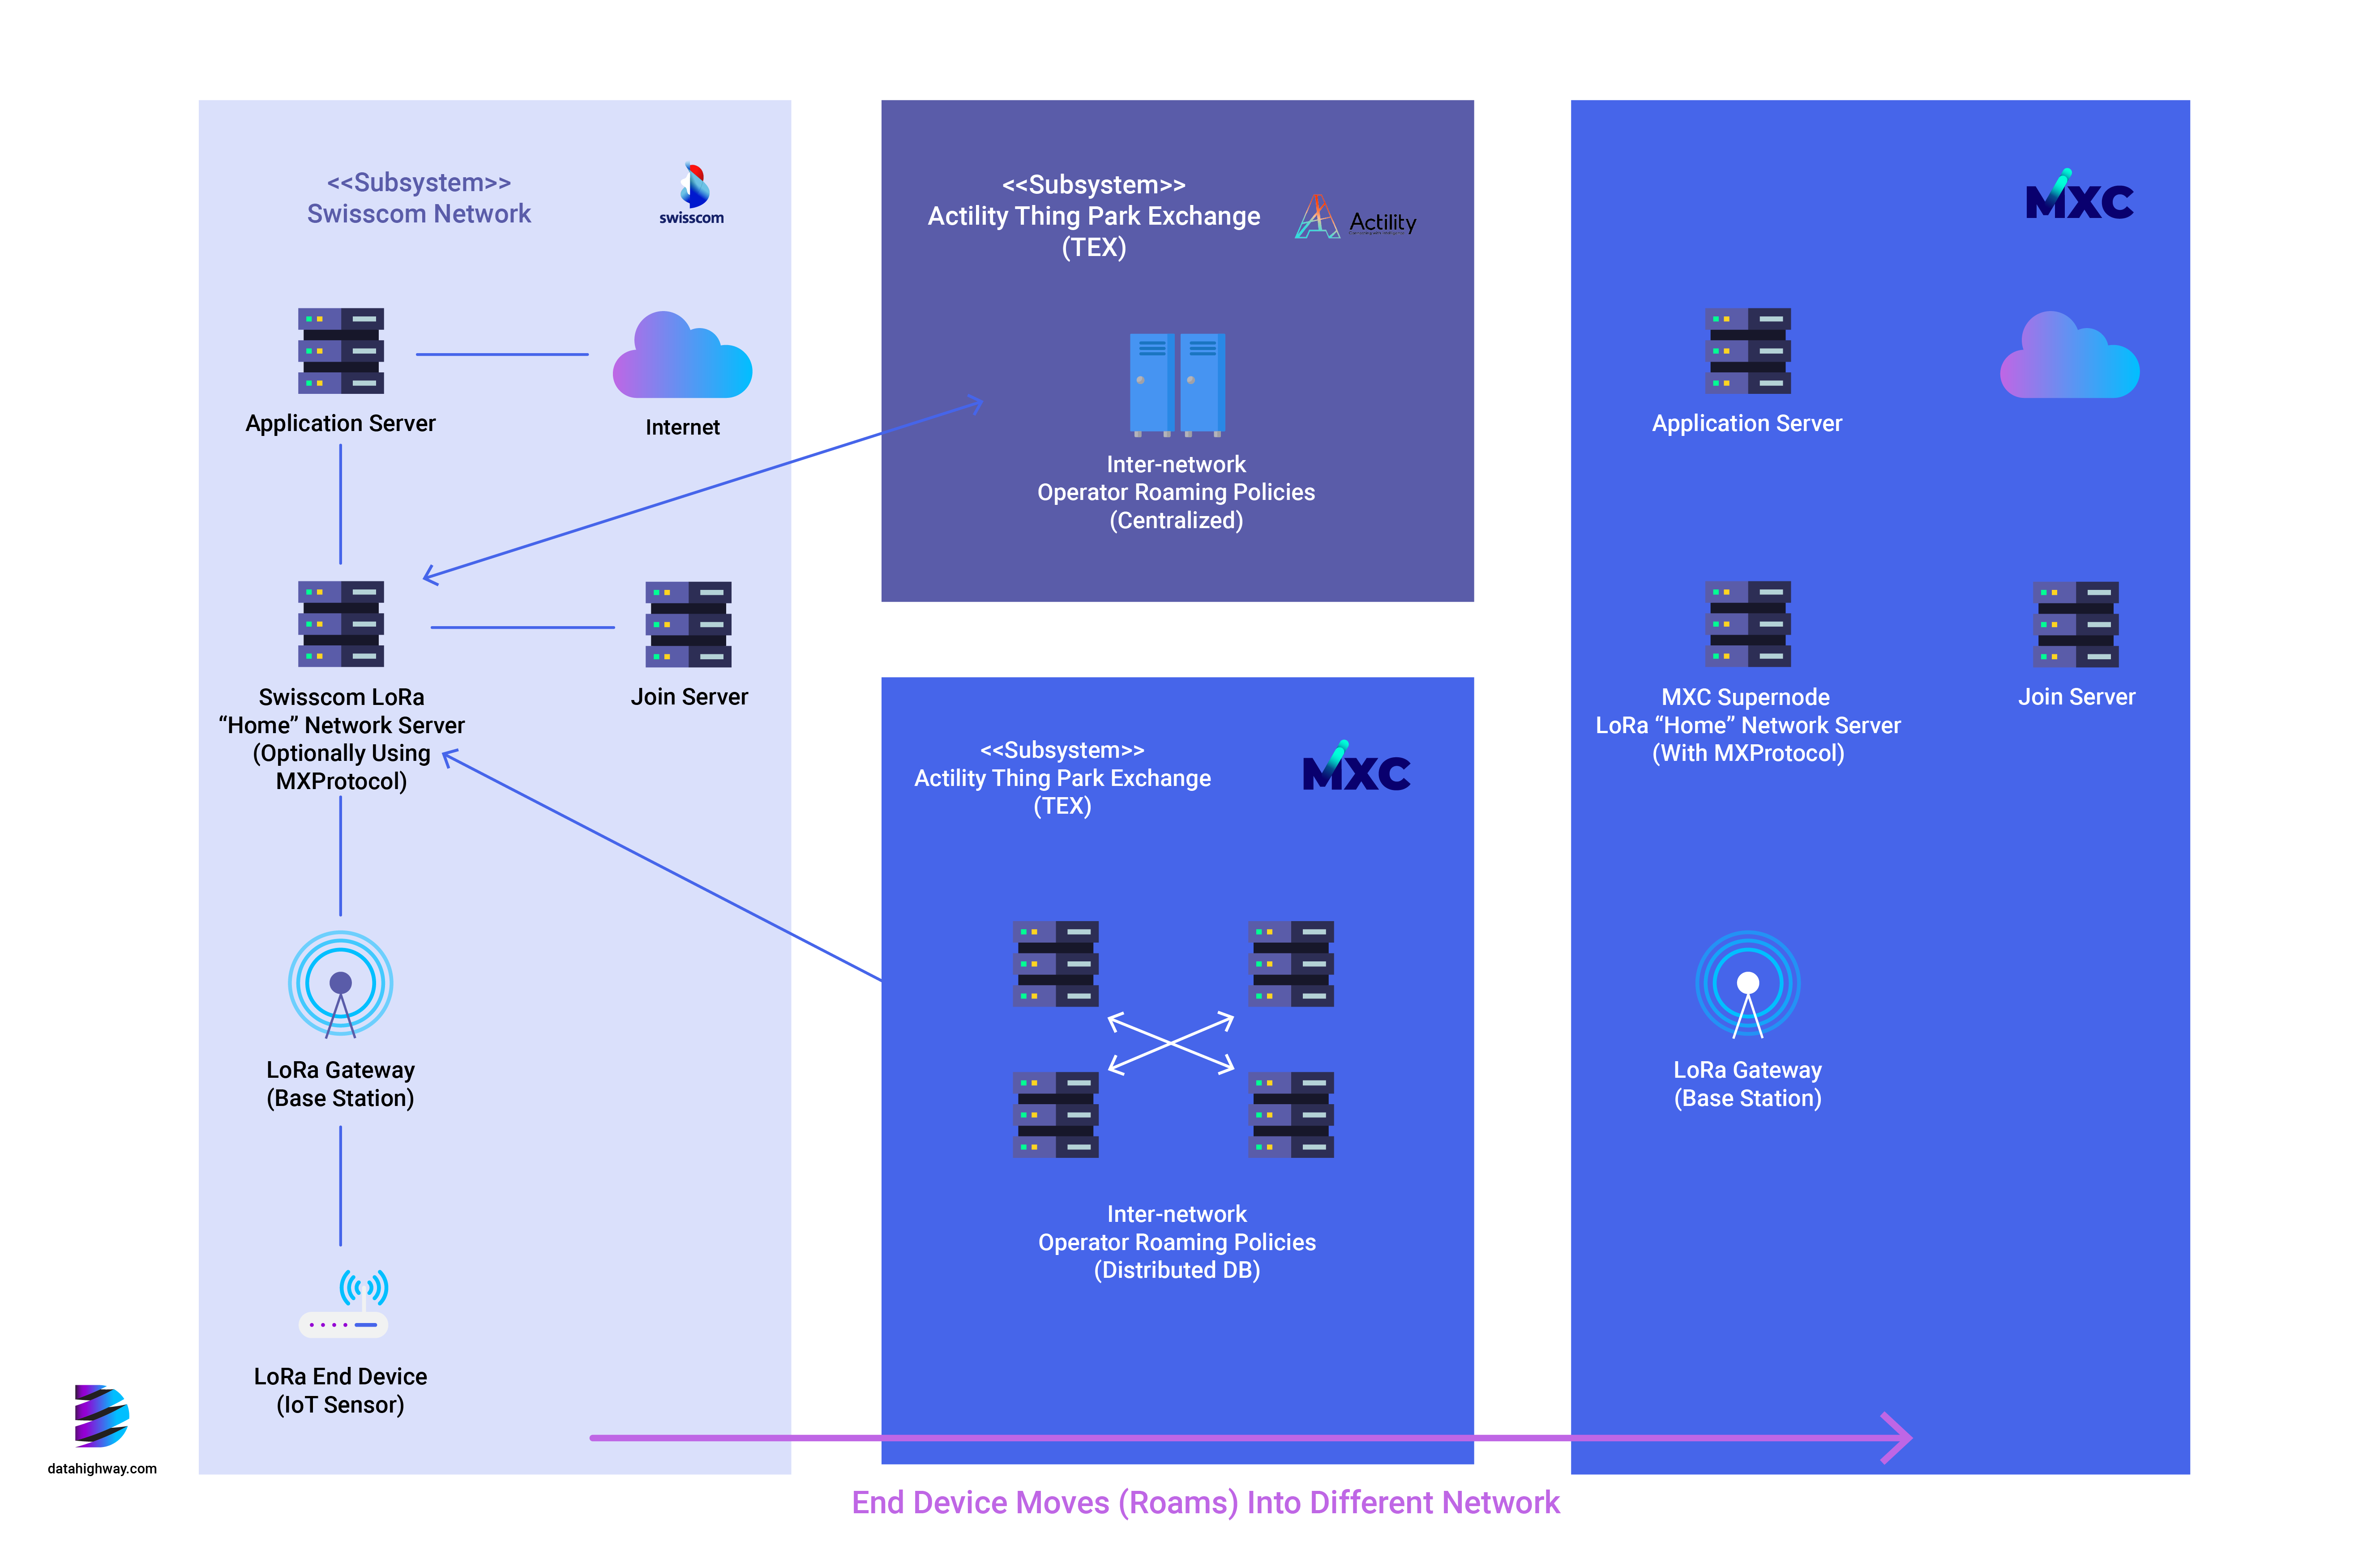 <<Subsystem>>
Swisscom Network
swisscom
Application Server
Internet
Swisscom LoRa
“Home” Network Server
(Optionally Using
MXProtocol)
Join Server
LoRa Gateway
(Base Station)
LoRa End Device
(IoT Sensor)
datahighway.com
<<Subsystem>>
Actility Thing Park Exchange
(TEX)
Actility
Inter-network
Operator Roaming Policies
(Centralized)
<<Subsystem>>
Actility Thing Park Exchange
(TEX)
MXC
Inter-network
Operator Roaming Policies
(Distributed DB)
MXC
Application Server
MXC Supernode
LoRa “Home” Network Server
(With MXProtocol)
Join Server
LoRa Gateway
(Base Station)
End Device Moves (Roams) Into Different Network